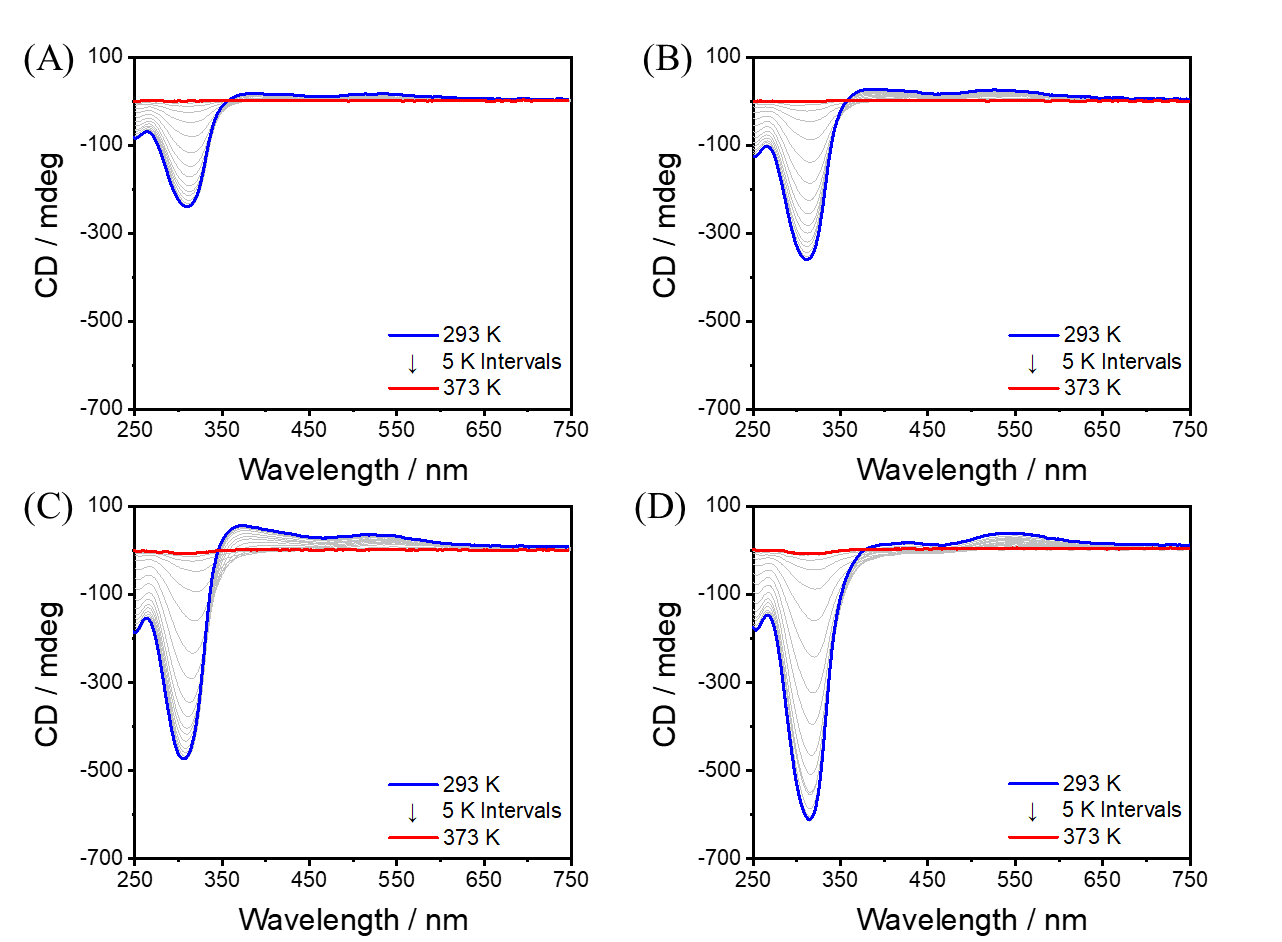 (A)
100
-100
-300
-500
-700
CD / mdeg
293 K
↓ 5 K Intervals
373 K
250 350 450 550 650 750
Wavelength / nm
(B)
100
-100
-300
-500
-700
CD / mdeg
293 K
↓ 5 K Intervals
373 K
250 350 450 550 650 750
Wavelength / nm
(C)
100
-100
-300
-500
-700
CD / mdeg
293 K
↓ 5 K Intervals
373 K
250 350 450 550 650 750
Wavelength / nm
(D)
100
-100
-300
-500
-700
CD / mdeg
293 K
↓ 5 K Intervals
373 K
250 350 450 550 650 750
Wavelength / nm